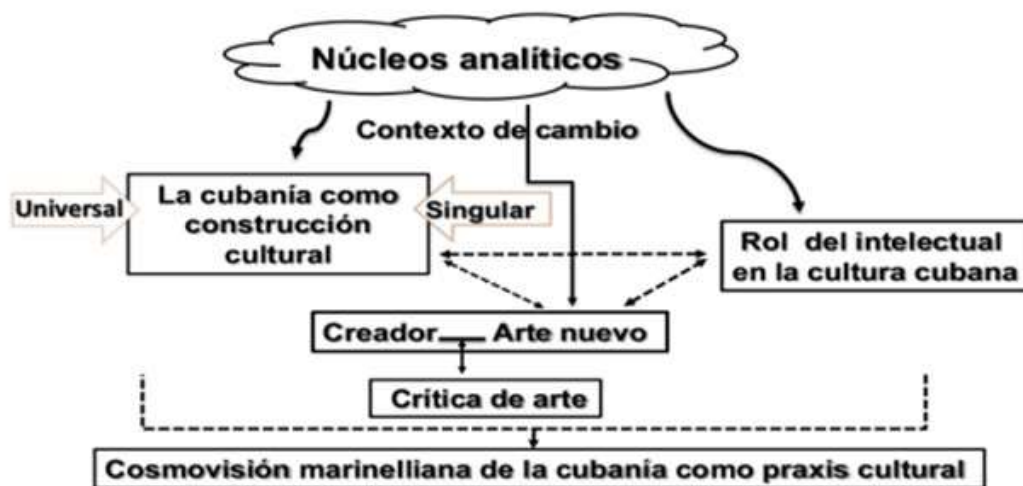 Núcleos analíticos
Contexto de cambio
Universal
La cubanía como
construcción
cultural
Singular
Rol del intelectual
en la cultura cubana
Creador Arte nuevo
Crítica de arte
Cosmovisión marinelliana de la cubanía como praxis cultural